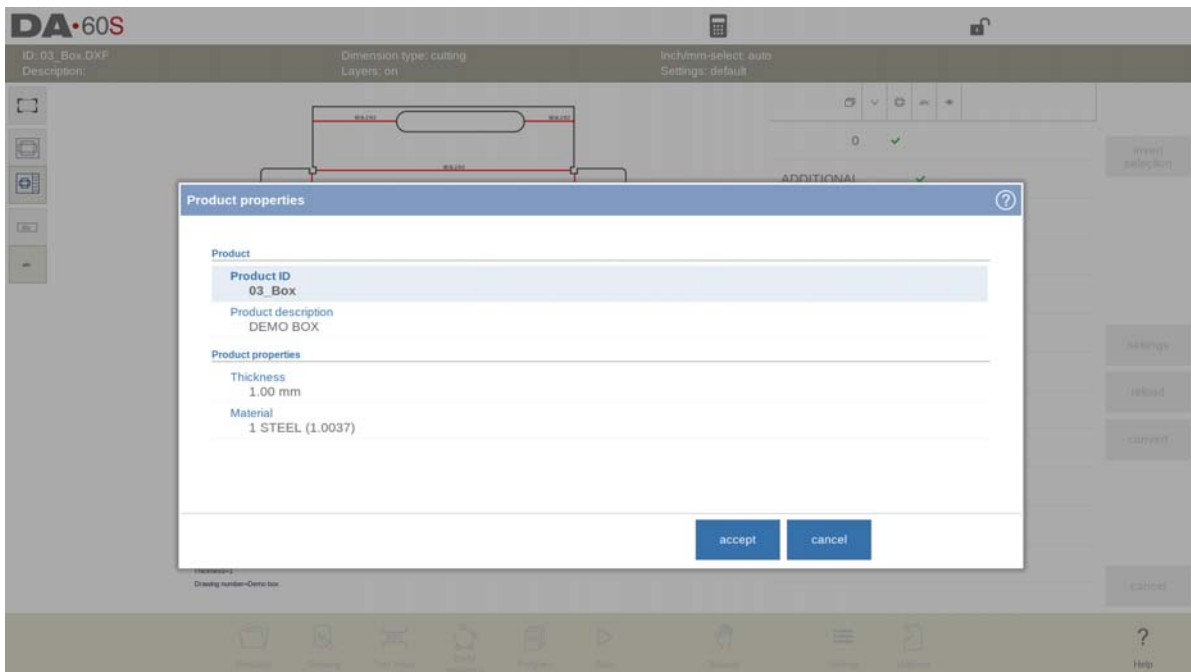 DA•60S
ID: 03_Box.DXF
Description:
Dimension type: cutting
Layers: on
Inch/mm-select: auto
Settings: default
0
invert
selection
ADDITIONAL
Product properties
?
Product
Product ID
03_Box
Product description
DEMO BOX
Product properties
Thickness
1.00 mm
Material
1 STEEL (1.0037)
settings
reload
convert
accept
cancel
Thickness=1
Drawing number=Demo box
cancel
?
Help